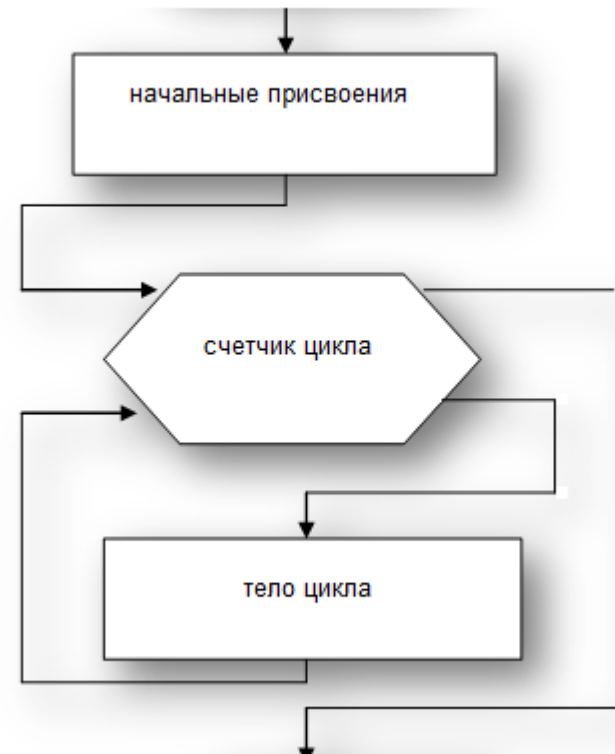 начальные присвоения
счетчик цикла
тело цикла